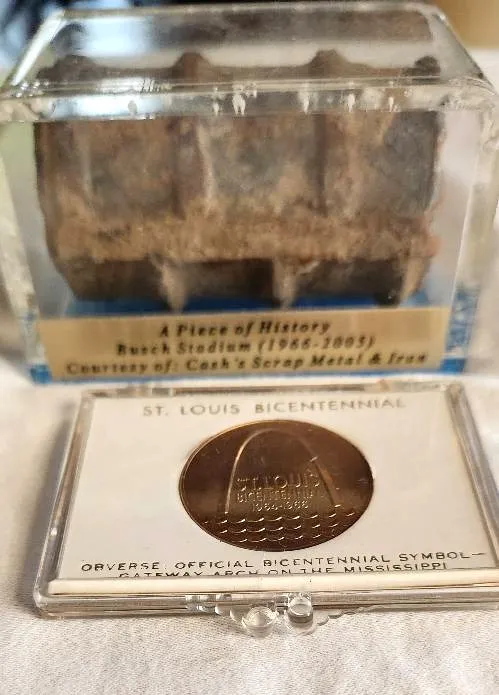 A Piece of History
Busch Stadium (1966-2005)
Courtesy of: Cash's Scrap Metal & Iron
ST. LOUIS BICENTENNIAL
ST. LOUIS
BICENTENNIAL
1964-1966
OBVERSE: OFFICIAL BICENTENNIAL SYMBOL—
GATEWAY ARCH ON THE MISSISSIPPI